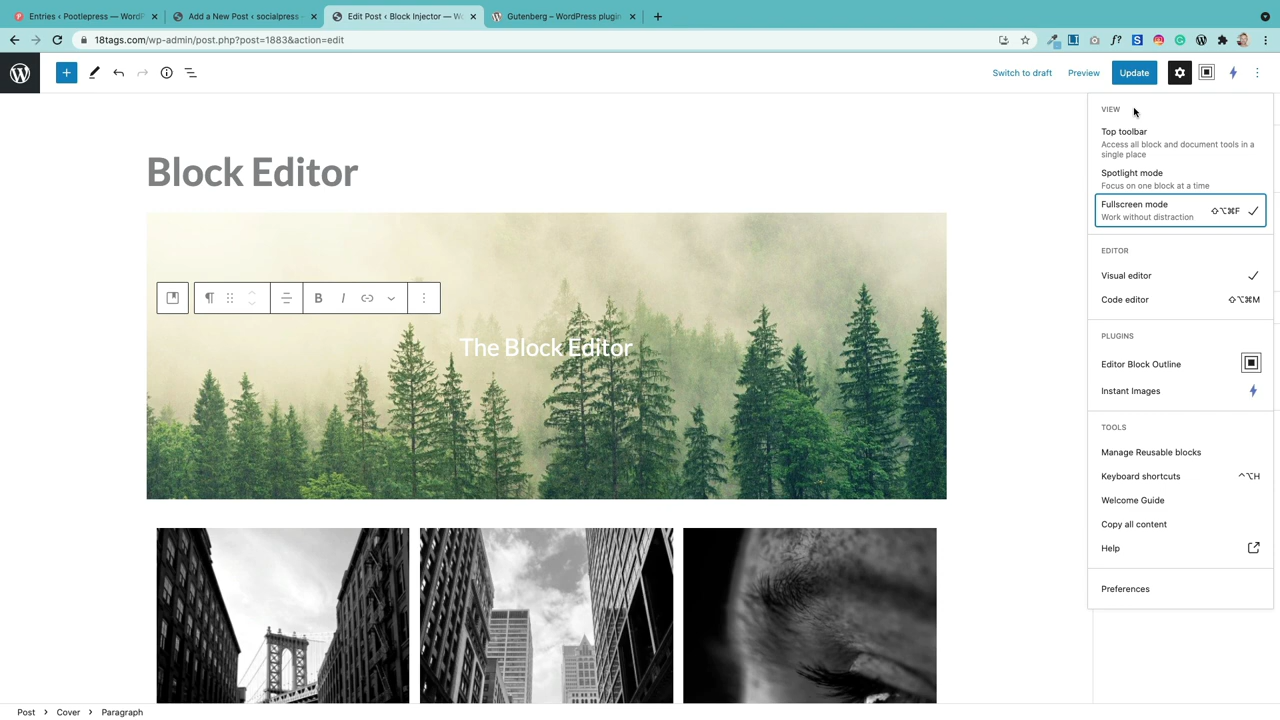 Entries ‹ Pootlepress — WordP
Add a New Post ‹ socialpress –
Edit Post ‹ Block Injector — Wo
Gutenberg – WordPress plugin
18tags.com/wp-admin/post.php?post=1883&action=edit
Switch to draft
Preview
Update
VIEW
Top toolbar
Access all block and document tools in a
single place
Spotlight mode
Focus on one block at a time
Fullscreen mode
⇧⌥⌘F
Work without distraction
EDITOR
Visual editor
Code editor
⇧⌥⌘M
PLUGINS
Editor Block Outline
Instant Images
TOOLS
Manage Reusable blocks
Keyboard shortcuts
⌃⌥H
Welcome Guide
Copy all content
Help
Preferences
Block Editor
B I
The Block Editor
Post > Cover > Paragraph